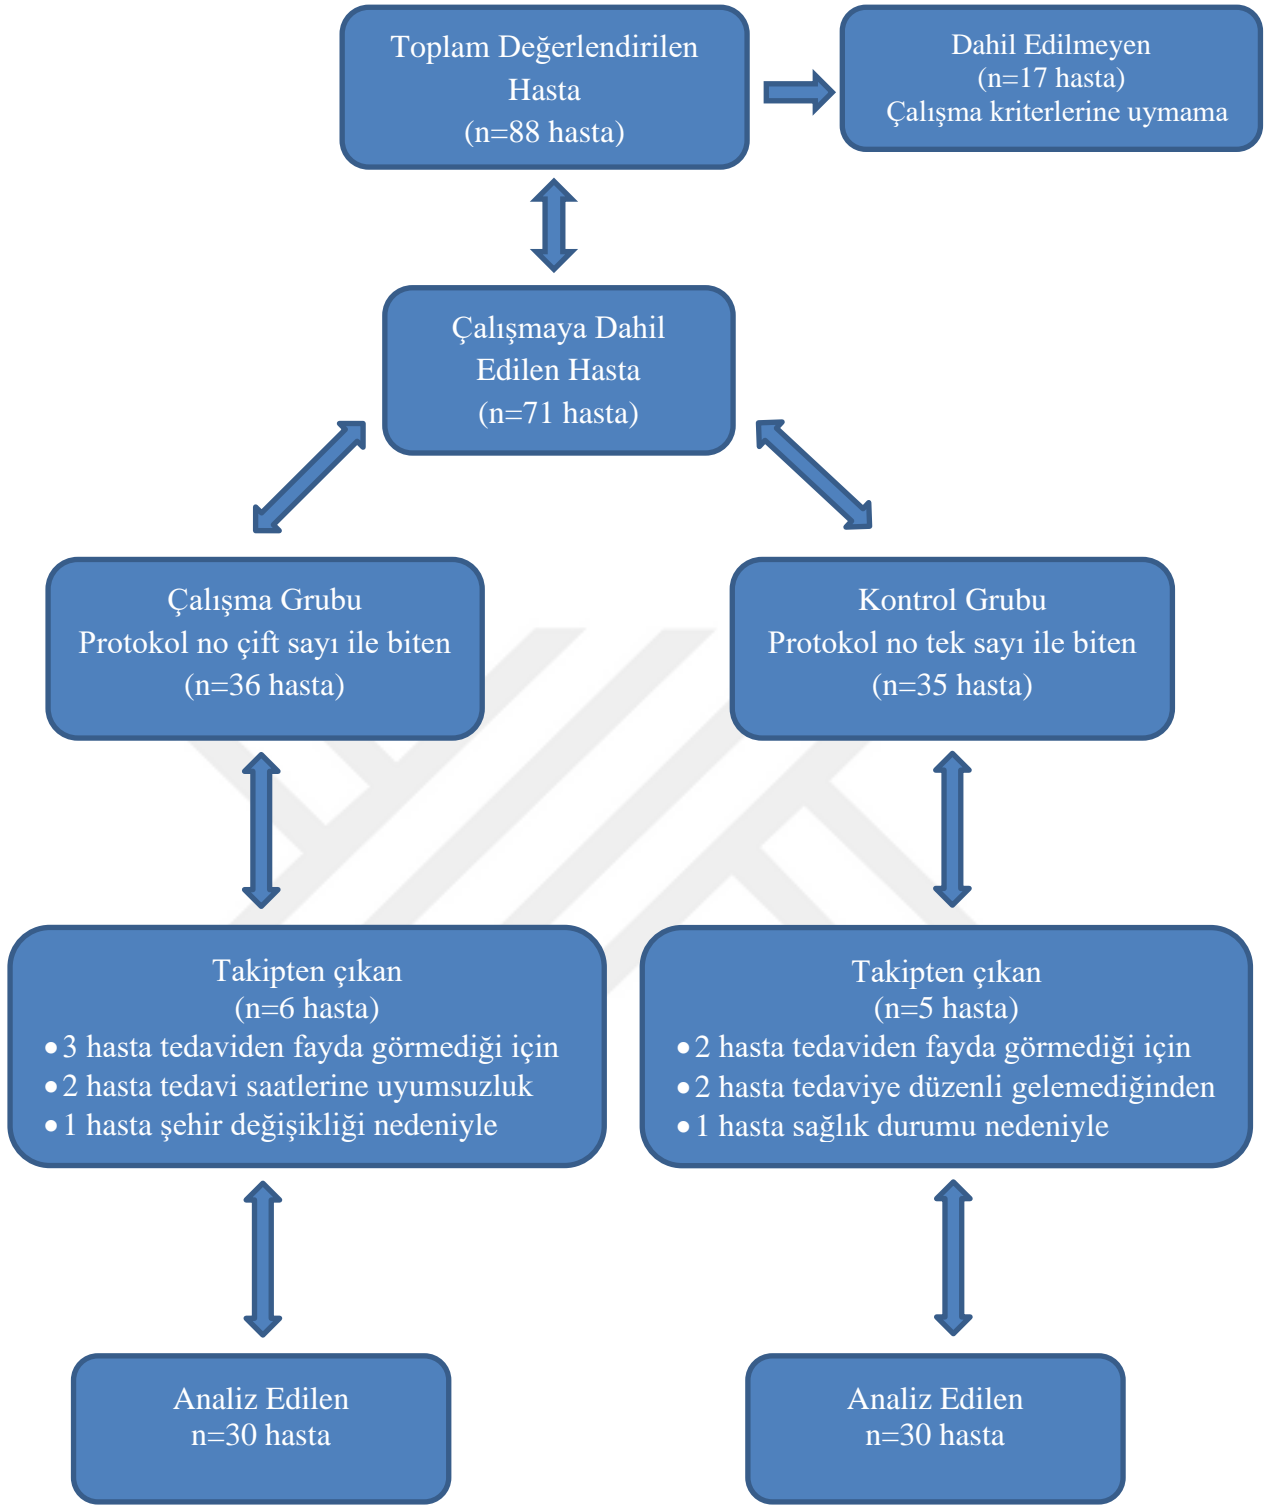 Toplam Değerlendirilen
Hasta
(n=88 hasta)
Dahil Edilmeyen
(n=17 hasta)
Çalışma kriterlerine uymama
Çalışmaya Dahil
Edilen Hasta
(n=71 hasta)
Çalışma Grubu
Protokol no çift sayı ile biten
(n=36 hasta)
Kontrol Grubu
Protokol no tek sayı ile biten
(n=35 hasta)
Takipten çıkan
(n=6 hasta)
•3 hasta tedaviden fayda görmediği için
•2 hasta tedavi saatlerine uyumsuzluk
•1 hasta şehir değişikliği nedeniyle
Takipten çıkan
(n=5 hasta)
•2 hasta tedaviden fayda görmediği için
•2 hasta tedaviye düzenli gelemediğinden
•1 hasta sağlık durumu nedeniyle
Analiz Edilen
n=30 hasta
Analiz Edilen
n=30 hasta